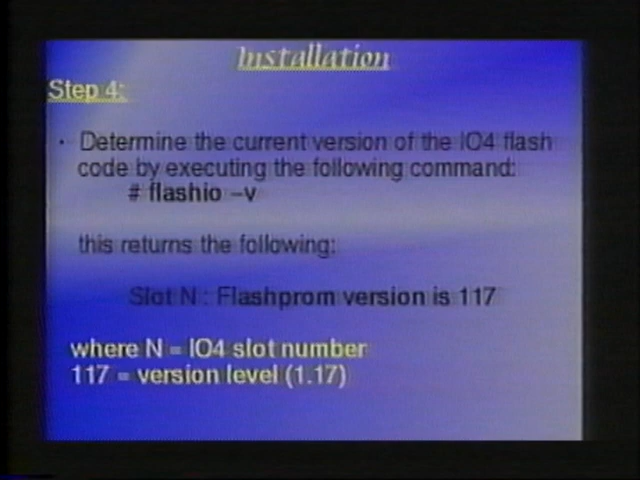 Installation
Step 4:
· Determine the current version of the IO4 flash
code by executing the following command:
# flashio –v
this returns the following:
Slot N : Flashprom version is 117
where N = IO4 slot number
117 = version level (1.17)